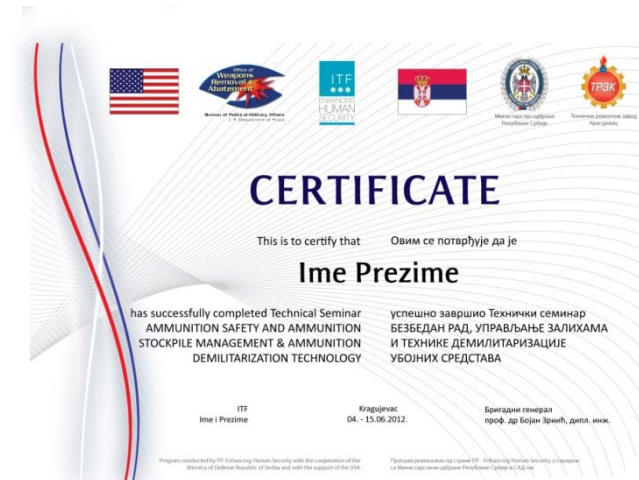 Office of
Weapons
Removal &
Abatement
Bureau of Political-Military Affairs
U.S. Department of State
ITF
ENHANCING
HUMAN
SECURITY
Министарство одбране
Републике Србије
ТРЗК
Технички ремонтни завод
Крагујевац
CERTIFICATE
This is to certify that
Овим се потврђује да је
Ime Prezime
has successfully completed Technical Seminar
AMMUNITION SAFETY AND AMMUNITION
STOCKPILE MANAGEMENT & AMMUNITION
DEMILITARIZATION TECHNOLOGY
успешно завршио Технички семинар
БЕЗБЕДАН РАД, УПРАВЉАЊЕ ЗАЛИХАМА
И ТЕХНИКЕ ДЕМИЛИТАРИЗАЦИЈЕ
УБОЈНИХ СРЕДСТАВА
ITF
Ime i Prezime
Kragujevac
04. - 15.06.2012.
Бригадни генерал
проф. др Бојан Зрнић, дипл. инж.
Program conducted by ITF Enhancing Human Security with the cooperation of the
Ministry of Defense Republic of Serbia and with the support of the USA
Програм реализован од стране ITF - Enhancing Human Security, у сарадњи
са Министарством одбране Републике Србије и САД-ом